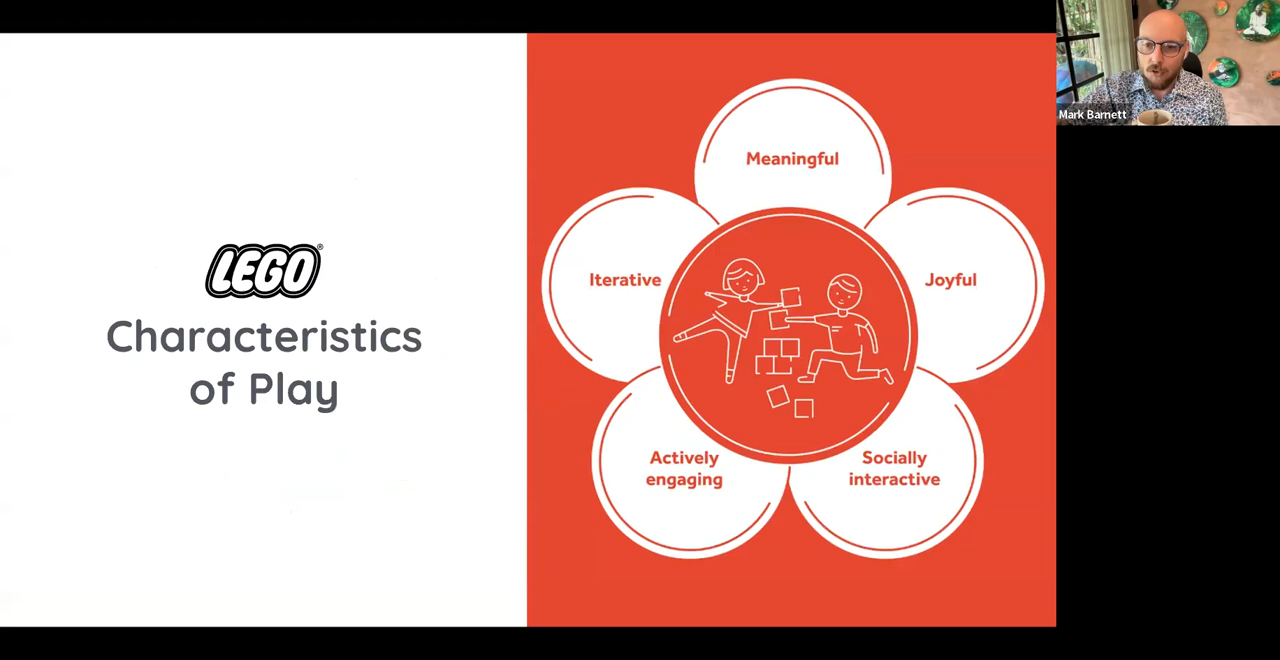 LEGO®
Characteristics
of Play
Meaningful
Iterative
Joyful
Actively
engaging
Socially
interactive
Mark Barnett